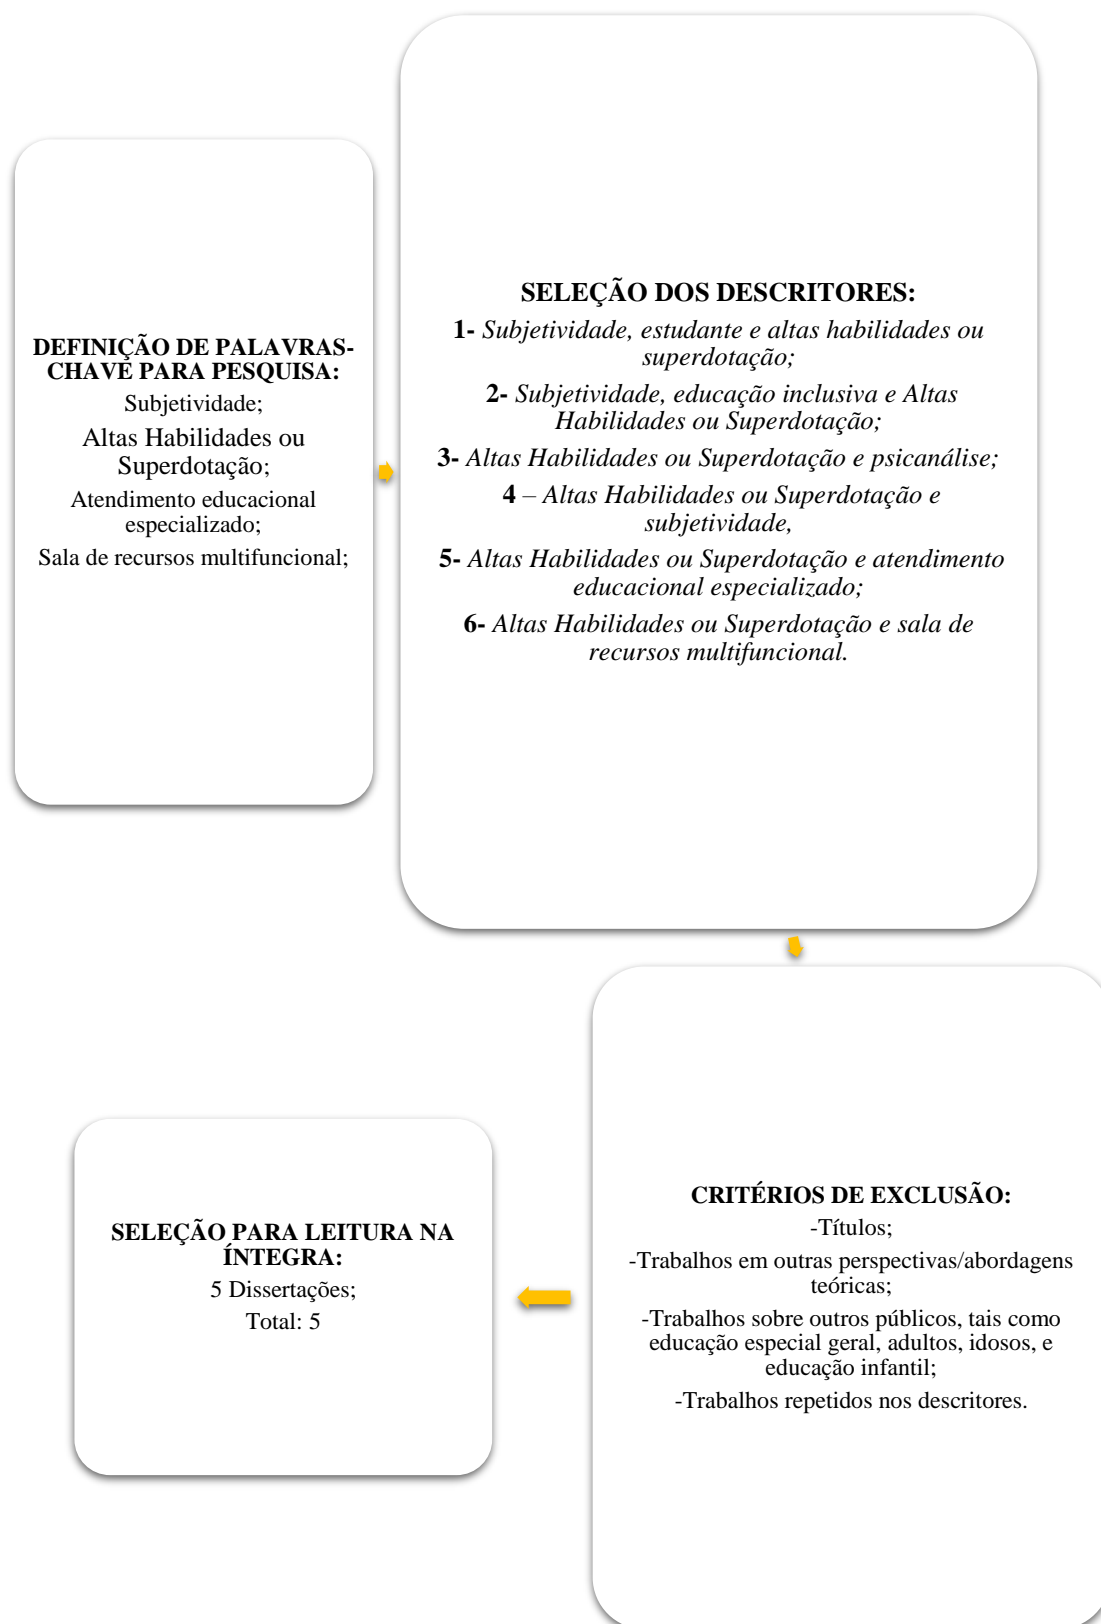 DEFINIÇÃO DE PALAVRAS-
CHAVE PARA PESQUISA:
Subjetividade;
Altas Habilidades ou
Superdotação;
Atendimento educacional
especializado;
Sala de recursos multifuncional;
SELEÇÃO DOS DESCRITORES:
1- Subjetividade, estudante e altas habilidades ou
superdotação;
2- Subjetividade, educação inclusiva e Altas
Habilidades ou Superdotação;
3- Altas Habilidades ou Superdotação e psicanálise;
4 – Altas Habilidades ou Superdotação e
subjetividade,
5- Altas Habilidades ou Superdotação e atendimento
educacional especializado;
6- Altas Habilidades ou Superdotação e sala de
recursos multifuncional.
CRITÉRIOS DE EXCLUSÃO:
-Títulos;
-Trabalhos em outras perspectivas/abordagens
teóricas;
-Trabalhos sobre outros públicos, tais como
educação especial geral, adultos, idosos, e
educação infantil;
-Trabalhos repetidos nos descritores.
SELEÇÃO PARA LEITURA NA
ÍNTEGRA:
5 Dissertações;
Total: 5